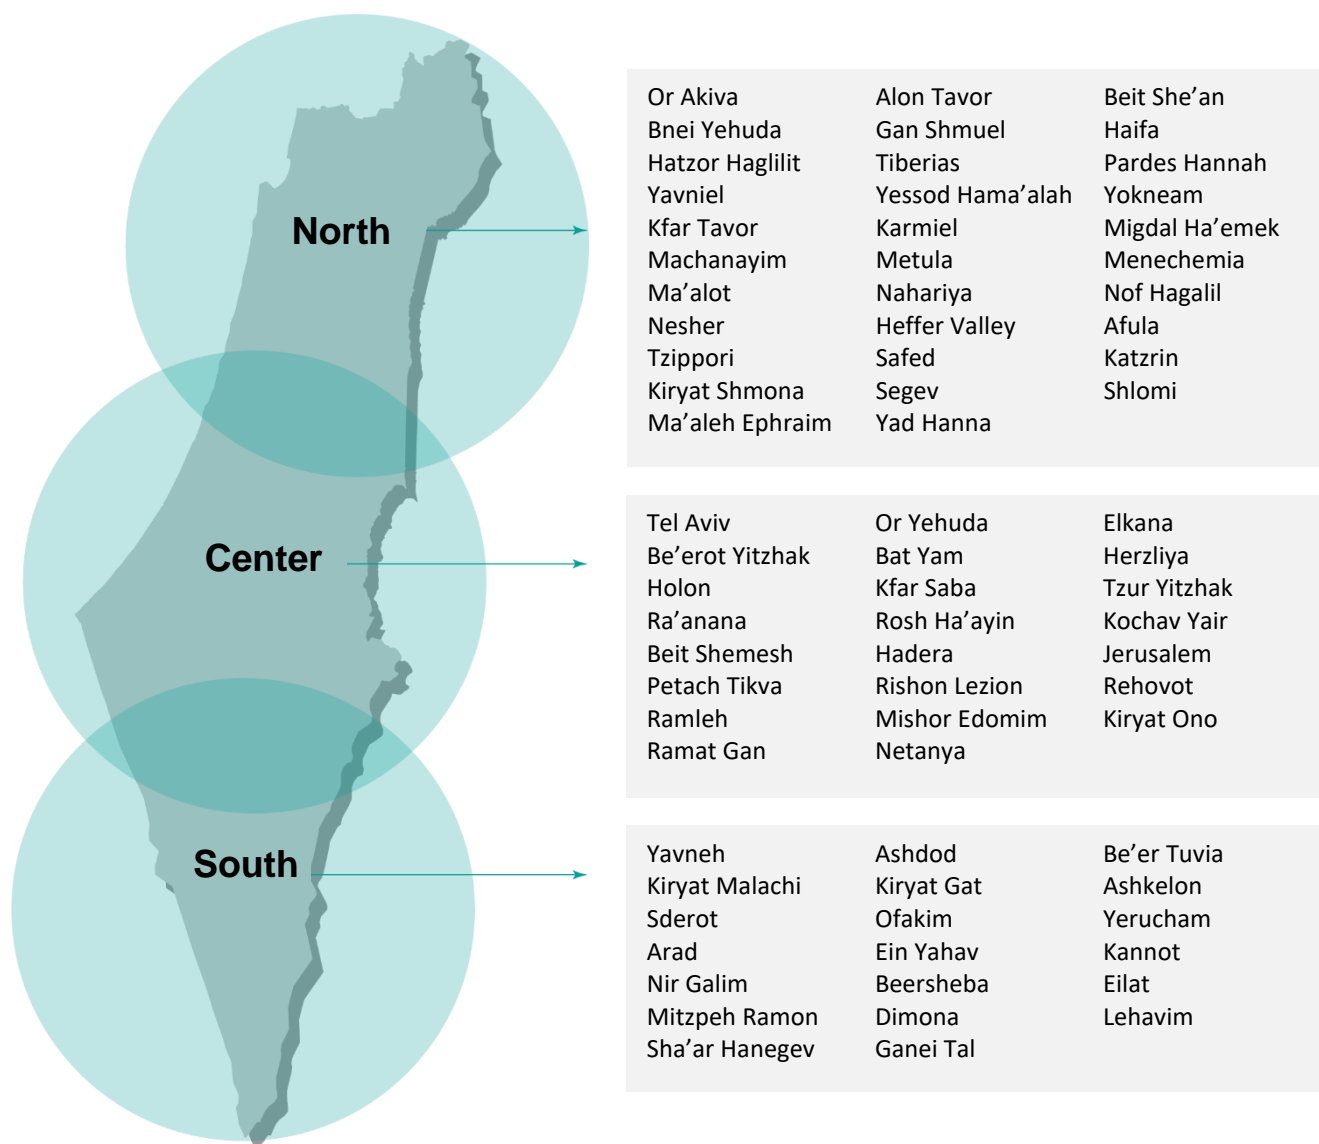 North
Or Akiva Alon Tavor Beit She’an
Bnei Yehuda Gan Shmuel Haifa
Hatzor Haglilit Tiberias Pardes Hannah
Yavniel Yessod Hama’alah Yokneam
Kfar Tavor Karmiel Migdal Ha’emek
Machanayim Metula Menechemia
Ma’alot Nahariya Nof Hagalil
Nesher Heffer Valley Afula
Tzippori Safed Katzrin
Kiryat Shmona Segev Shlomi
Ma’aleh Ephraim Yad Hanna
Center
Tel Aviv Or Yehuda Elkana
Be’erot Yitzhak Bat Yam Herzliya
Holon Kfar Saba Tzur Yitzhak
Ra’anana Rosh Ha’ayin Kochav Yair
Beit Shemesh Hadera Jerusalem
Petach Tikva Rishon Lezion Rehovot
Ramleh Mishor Edomim Kiryat Ono
Ramat Gan Netanya
South
Yavneh Ashdod Be’er Tuvia
Kiryat Malachi Kiryat Gat Ashkelon
Sderot Ofakim Yerucham
Arad Ein Yahav Kannot
Nir Galim Beersheba Eilat
Mitzpeh Ramon Dimona Lehavim
Sha’ar Hanegev Ganei Tal